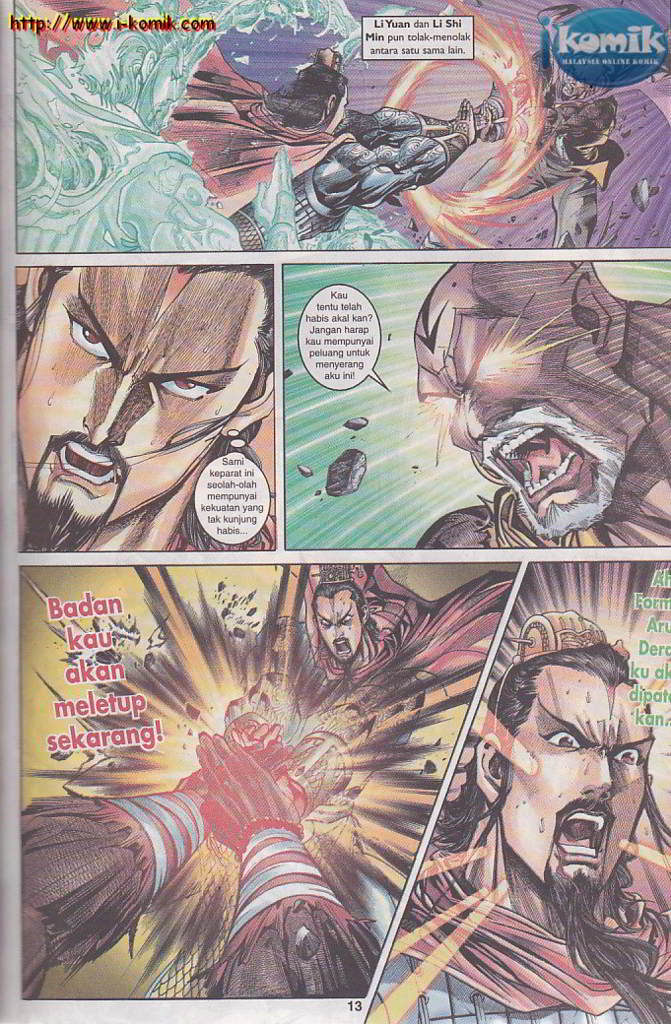 http://www.i-komik.com
Li Yuan dan Li Shi
Min pun tolak-menolak
antara satu sama lain.
komik
MALAYSIA ONLINE KOMIK
Kau
tentu telah
habis akal kan?
Jangan harap
kau mempunyai
peluang untuk
menyerang
aku ini!
Sami
keparat ini
seolah-olah
mempunyai
kekuatan yang
tak kunjung
habis...
Badan
kau
akan
meletup
sekarang!
ku
kan..
13